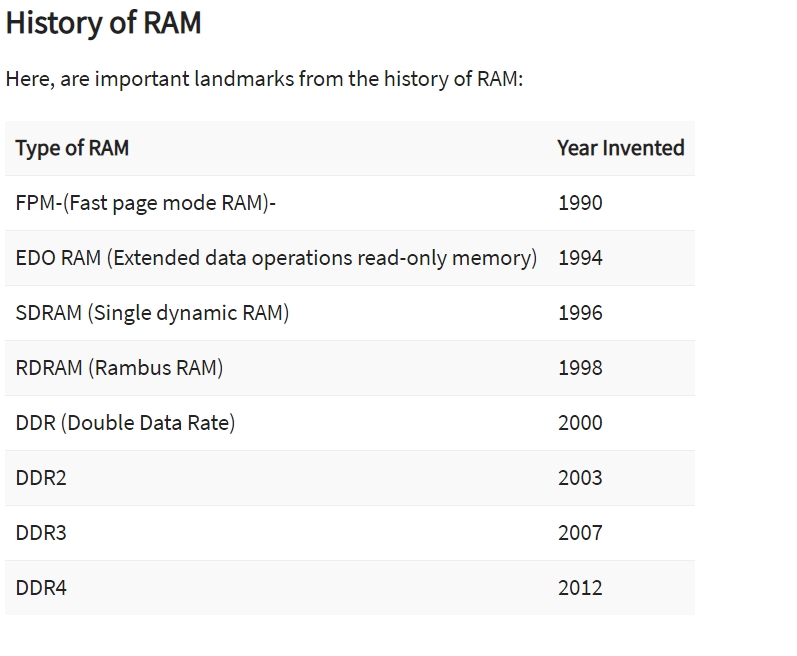 History of RAM
Here, are important landmarks from the history of RAM:
Type of RAM Year Invented
FPM-(Fast page mode RAM)- 1990
EDO RAM (Extended data operations read-only memory) 1994
SDRAM (Single dynamic RAM) 1996
RDRAM (Rambus RAM) 1998
DDR (Double Data Rate) 2000
DDR2 2003
DDR3 2007
DDR4 2012